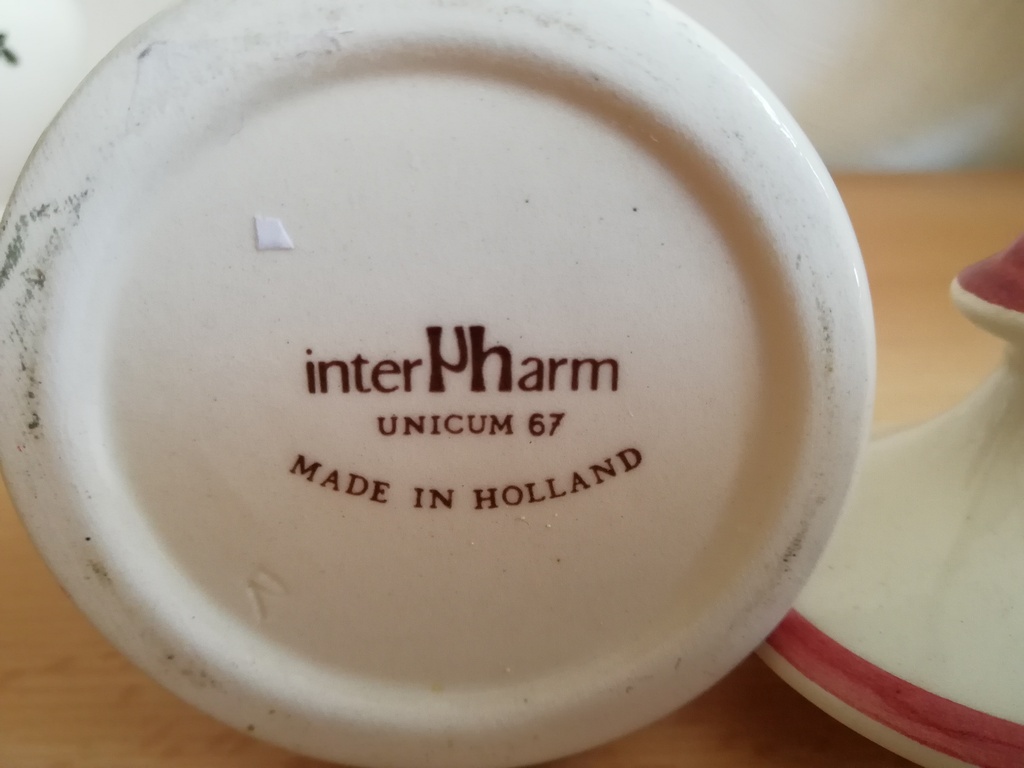 interPharm
UNICUM 67
MADE IN HOLLAND